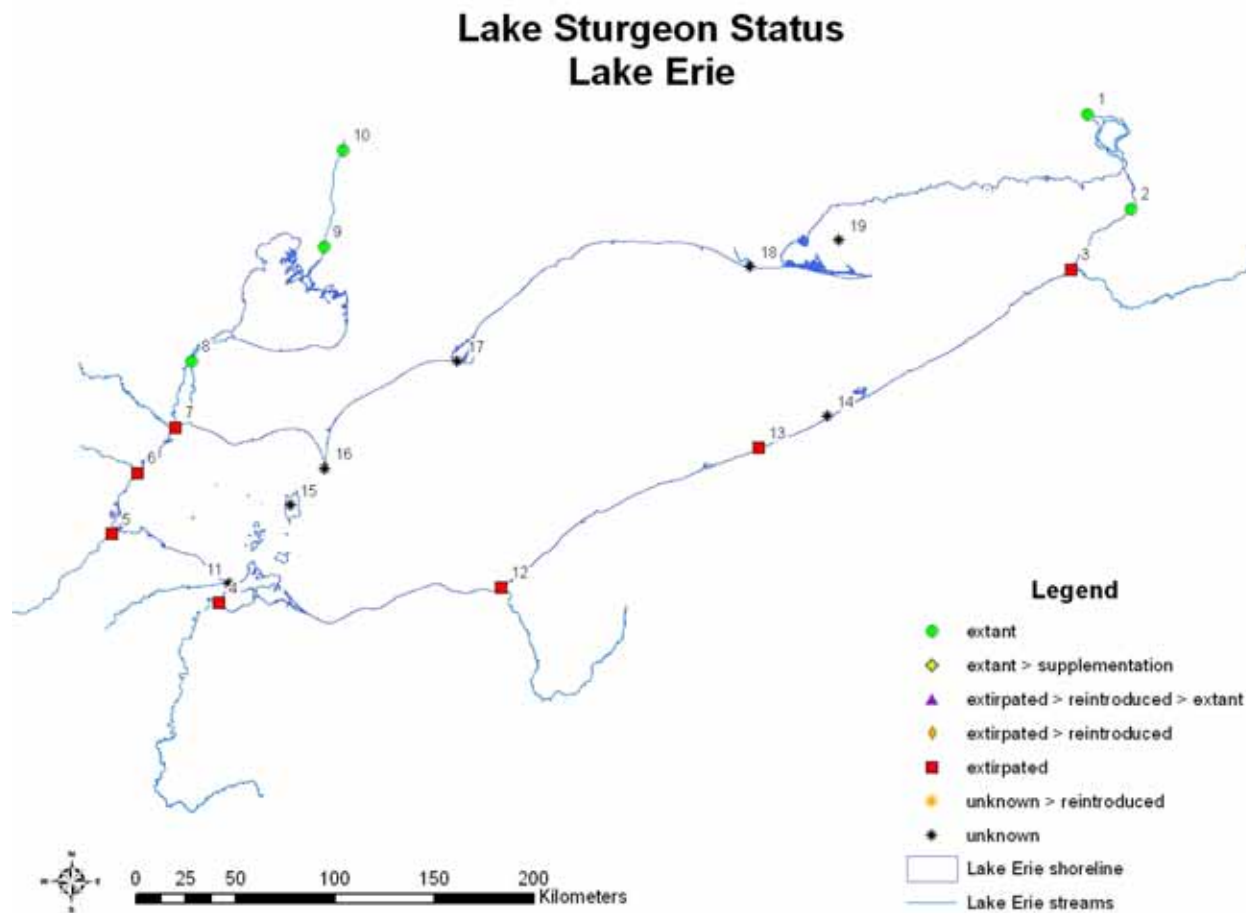 Lake Sturgeon Status
Lake Erie
1
10
2
9
19
18
3
8
17
7
14
13
16
6
15
5
11
4
12
Legend
extant
extant > supplementation
extirpated > reintroduced > extant
extirpated > reintroduced
extirpated
unknown > reintroduced
unknown
Lake Erie shoreline
Lake Erie streams
N
W E
S
0 25 50 100 150 200
Kilometers